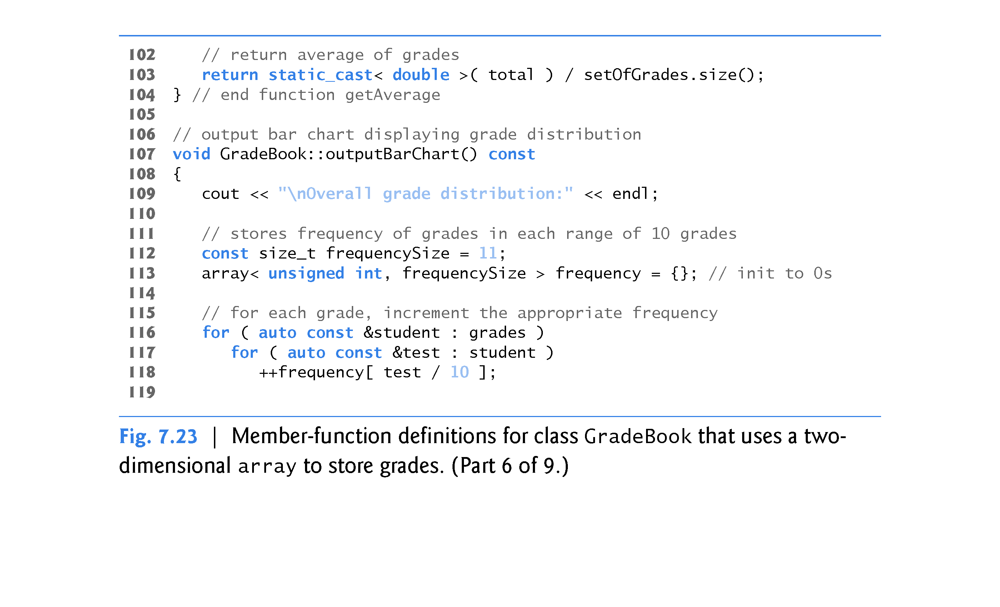 102 // return average of grades
103 return static_cast< double >( total ) / setOfGrades.size();
104 } // end function getAverage
105
106 // output bar chart displaying grade distribution
107 void GradeBook::outputBarChart() const
108 {
109 cout << "\nOverall grade distribution:" << endl;
110
111 // stores frequency of grades in each range of 10 grades
112 const size_t frequencySize = 11;
113 array< unsigned int, frequencySize > frequency = {}; // init to 0s
114
115 // for each grade, increment the appropriate frequency
116 for ( auto const &student : grades )
117 for ( auto const &test : student )
118 ++frequency[ test / 10 ];
119
Fig. 7.23 | Member-function definitions for class GradeBook that uses a two-
dimensional array to store grades. (Part 6 of 9.)